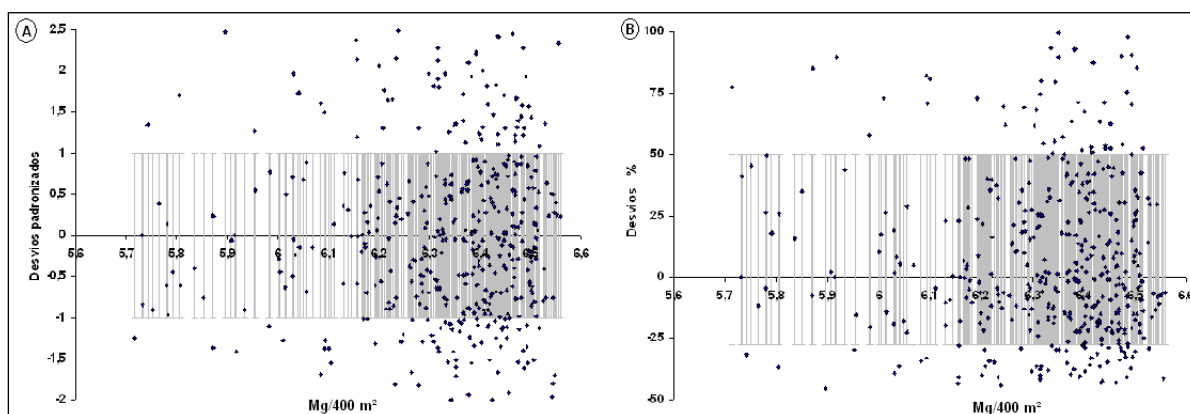 A
Desvios padronizados
2,5
2
1,5
1
0,5
0
-0,5
-1
-1,5
-2
5,6 5,7 5,8 5,9 6 6,1 6,2 6,3 6,4 6,5 6,6
Mg/400 m²
B
Desvios %
100
75
50
25
0
-25
-50
5,6 5,7 5,8 5,9 6 6,1 6,2 6,3 6,4 6,5 6,6
Mg/400 m²